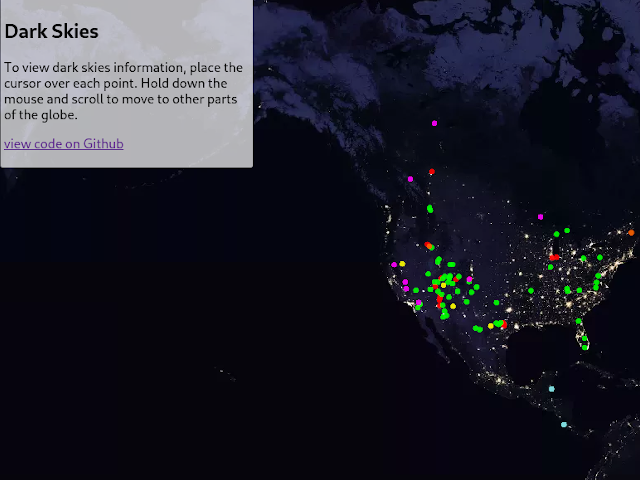 Dark Skies
To view dark skies information, place the
cursor over each point. Hold down the
mouse and scroll to move to other parts
of the globe.
view code on Github